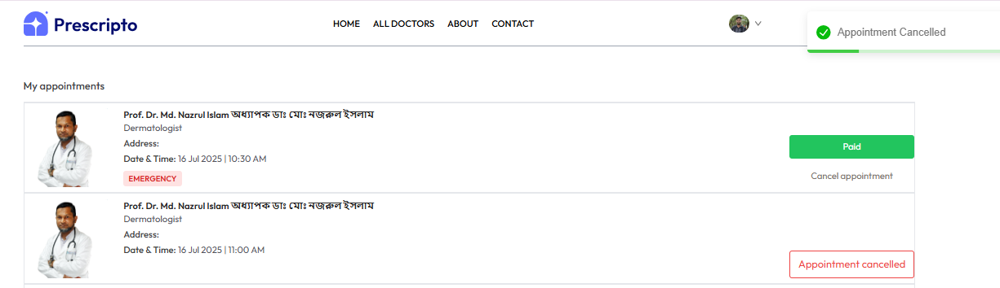 Prescripto
HOME ALL DOCTORS ABOUT CONTACT
Appointment Cancelled
My appointments
Prof. Dr. Md. Nazrul Islam অধ্যাপক ডাঃ মোঃ নজরুল ইসলাম
Dermatologist
Address:
Date & Time: 16 Jul 2025 | 10:30 AM
EMERGENCY
Paid
Cancel appointment
Prof. Dr. Md. Nazrul Islam অধ্যাপক ডাঃ মোঃ নজরুল ইসলাম
Dermatologist
Address:
Date & Time: 16 Jul 2025 | 11:00 AM
Appointment cancelled